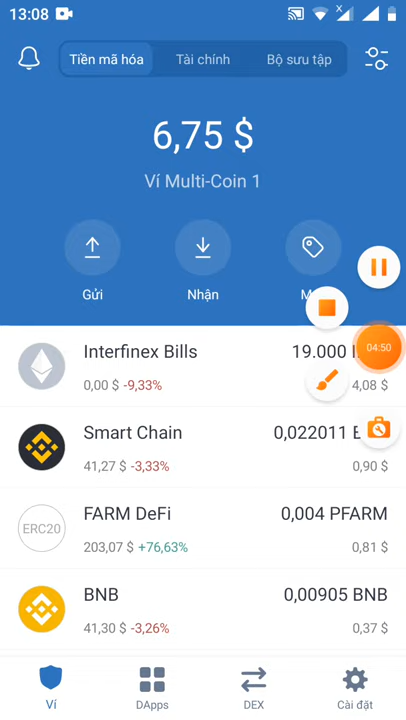 13:08
Tiền mã hóa
Tài chính
Bộ sưu tập
6,75 $
Ví Multi-Coin 1
Gửi
Nhận
04:50
Interfinex Bills
19.000
0,00 $ -9,33%
4,08 $
Smart Chain
0,022011
41,27 $ -3,33%
0,90 $
ERC20
FARM DeFi
0,004 PFARM
203,07 $ +76,63%
0,81 $
BNB
0,00905 BNB
41,30 $ -3,26%
0,37 $
Ví
DApps
DEX
Cài đặt